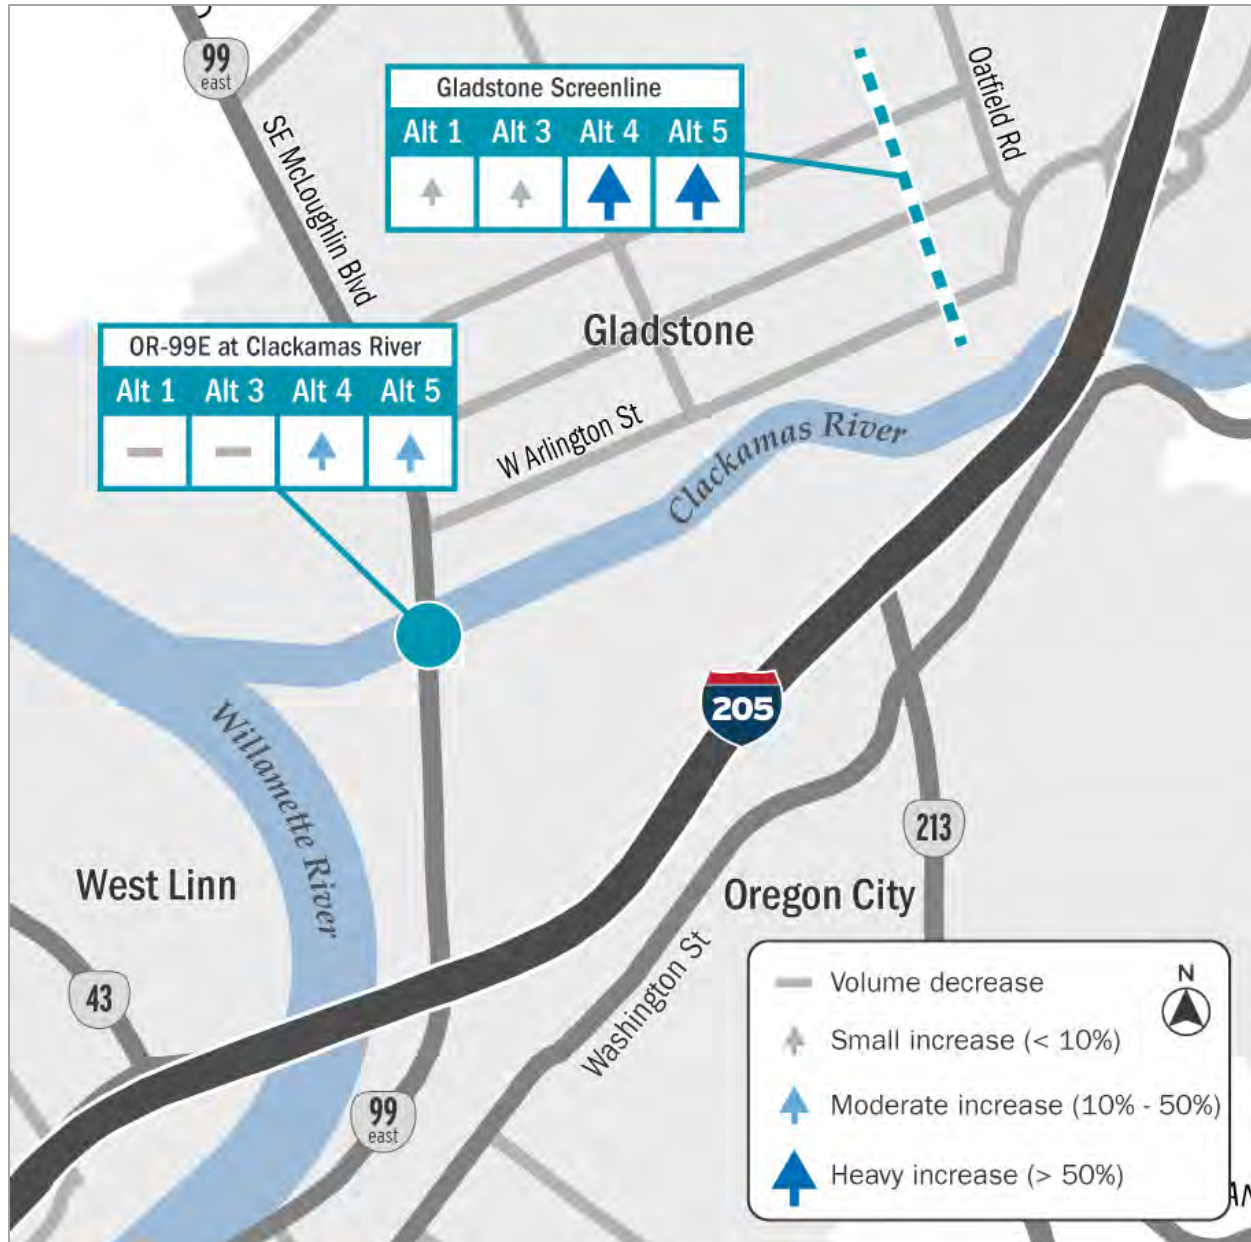 99
east
SE McLoughlin Blvd
Gladstone Screenline
Alt 1 Alt 3 Alt 4 Alt 5
Oatfield Rd
OR-99E at Clackamas River
Alt 1 Alt 3 Alt 4 Alt 5
Gladstone
W Arlington St
Clackamas River
Willamette River
205
213
West Linn
Oregon City
43
Washington St
99
east
N
Volume decrease
Small increase (< 10%)
Moderate increase (10% - 50%)
Heavy increase (> 50%)